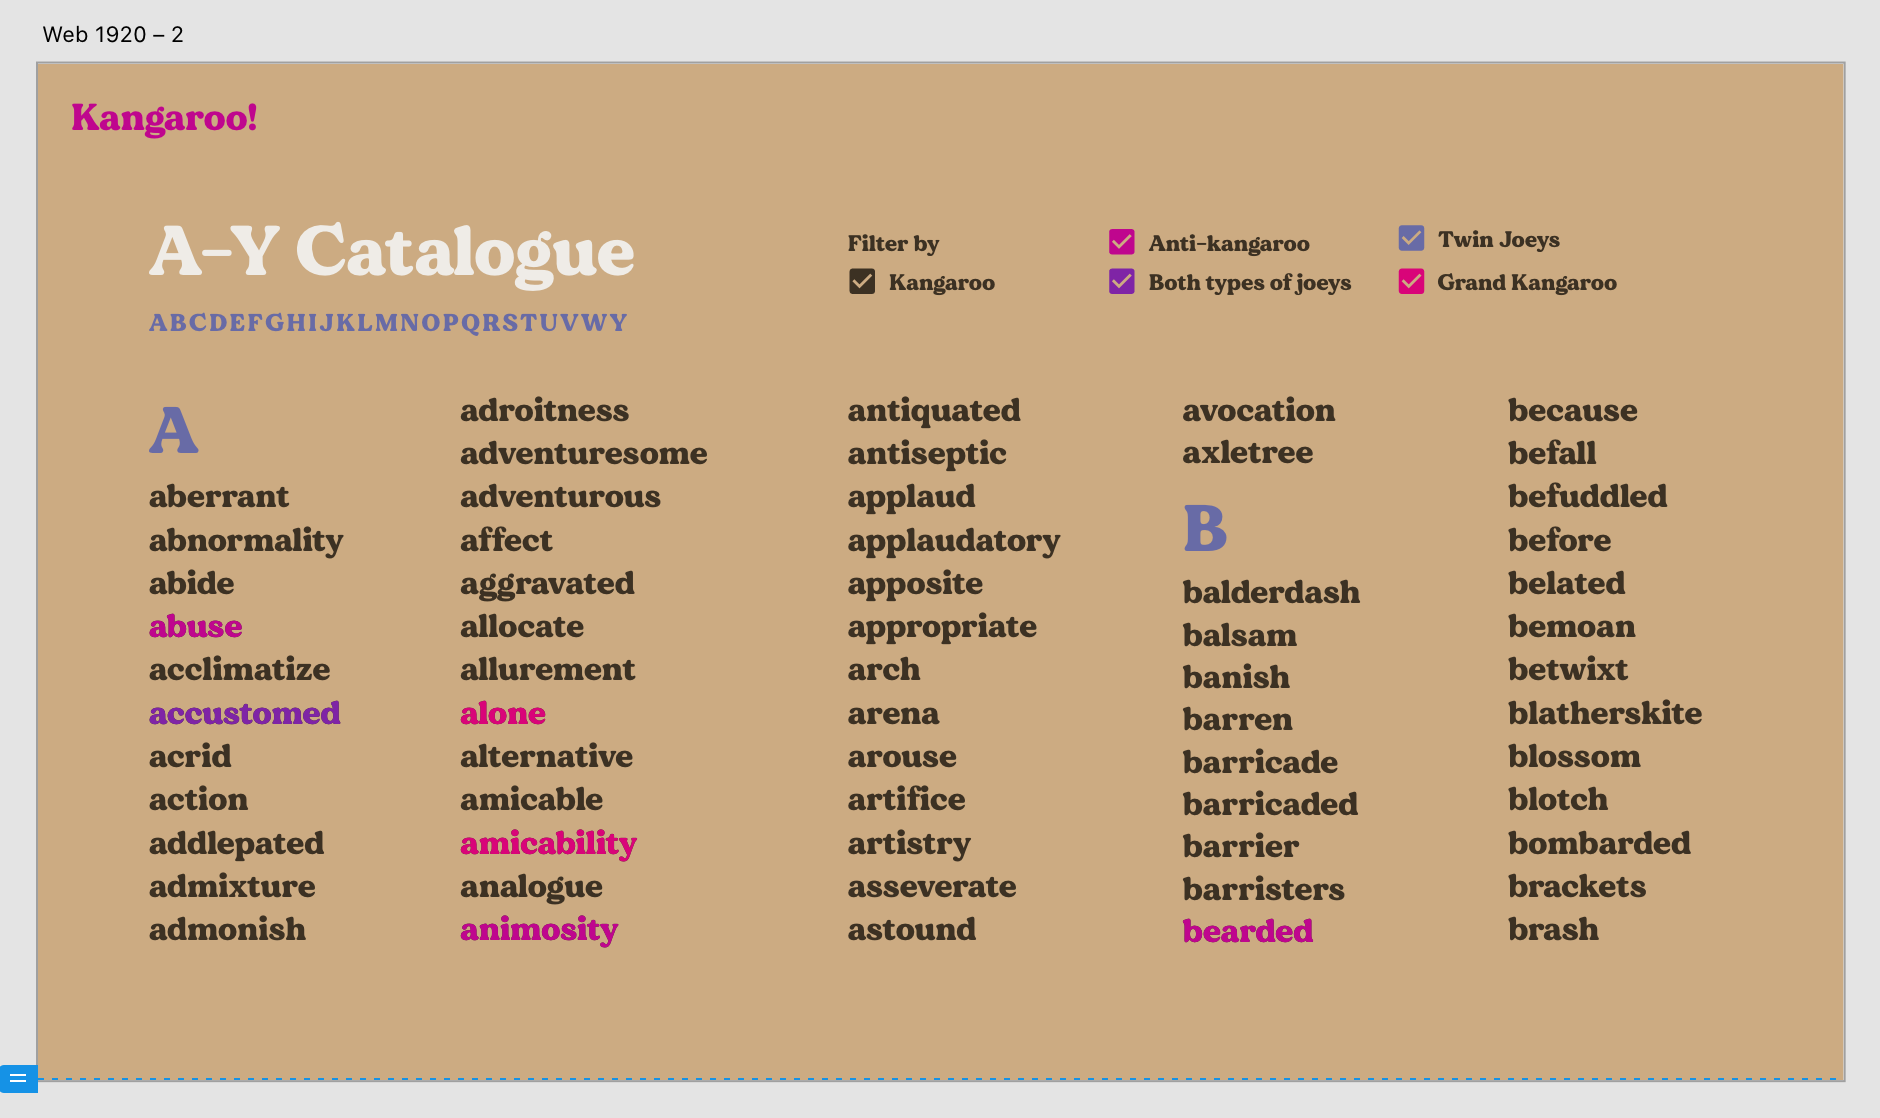 Web 1920 – 2
Kangaroo!
A–Y Catalogue
ABCDEFGHIJKLMNOPQRSTUVWY
Filter by
Kangaroo
Anti-kangaroo
Both types of joeys
Twin Joeys
Grand Kangaroo
A
aberrant
abnormality
abide
abuse
acclimatize
accustomed
acrid
action
addlepated
admixture
admonish
adroitness
adventuresome
adventurous
affect
aggravated
allocate
allurement
alone
alternative
amicable
amicability
analogue
animosity
antiquated
antiseptic
applaud
applaudatory
apposite
appropriate
arch
arena
arouse
artifice
artistry
asseverate
astound
avocation
axletree
B
balderdash
balsam
banish
barren
barricade
barricaded
barrier
barristers
bearded
because
befall
befuddled
before
belated
bemoan
betwixt
blatherskite
blossom
blotch
bombarded
brackets
brash